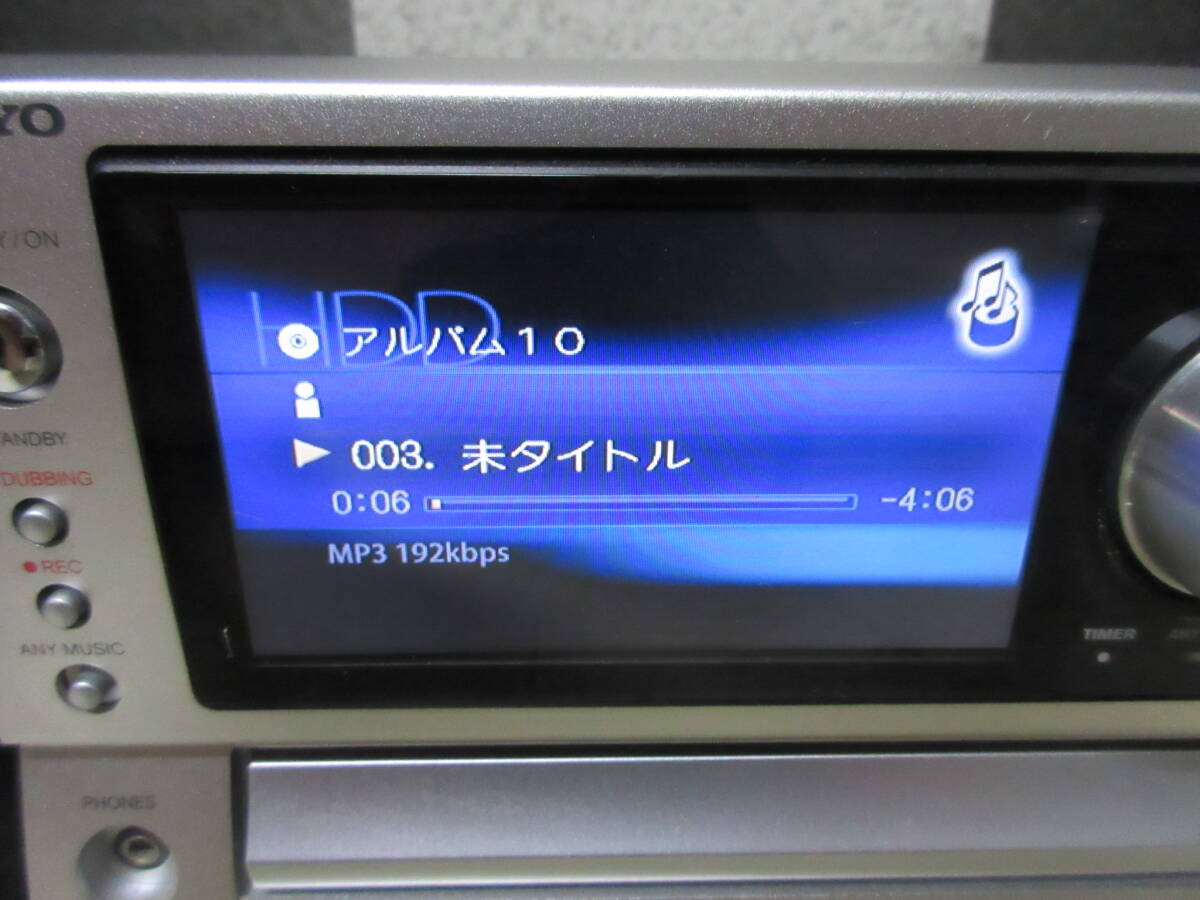 YO
Y/ON
HDD
アルバム10
ANDBY
003. 未タイトル
DUBBING
0:06 -4:06
MP3 192kbps
REC
TIMER
ANY MUSIC
PHONES